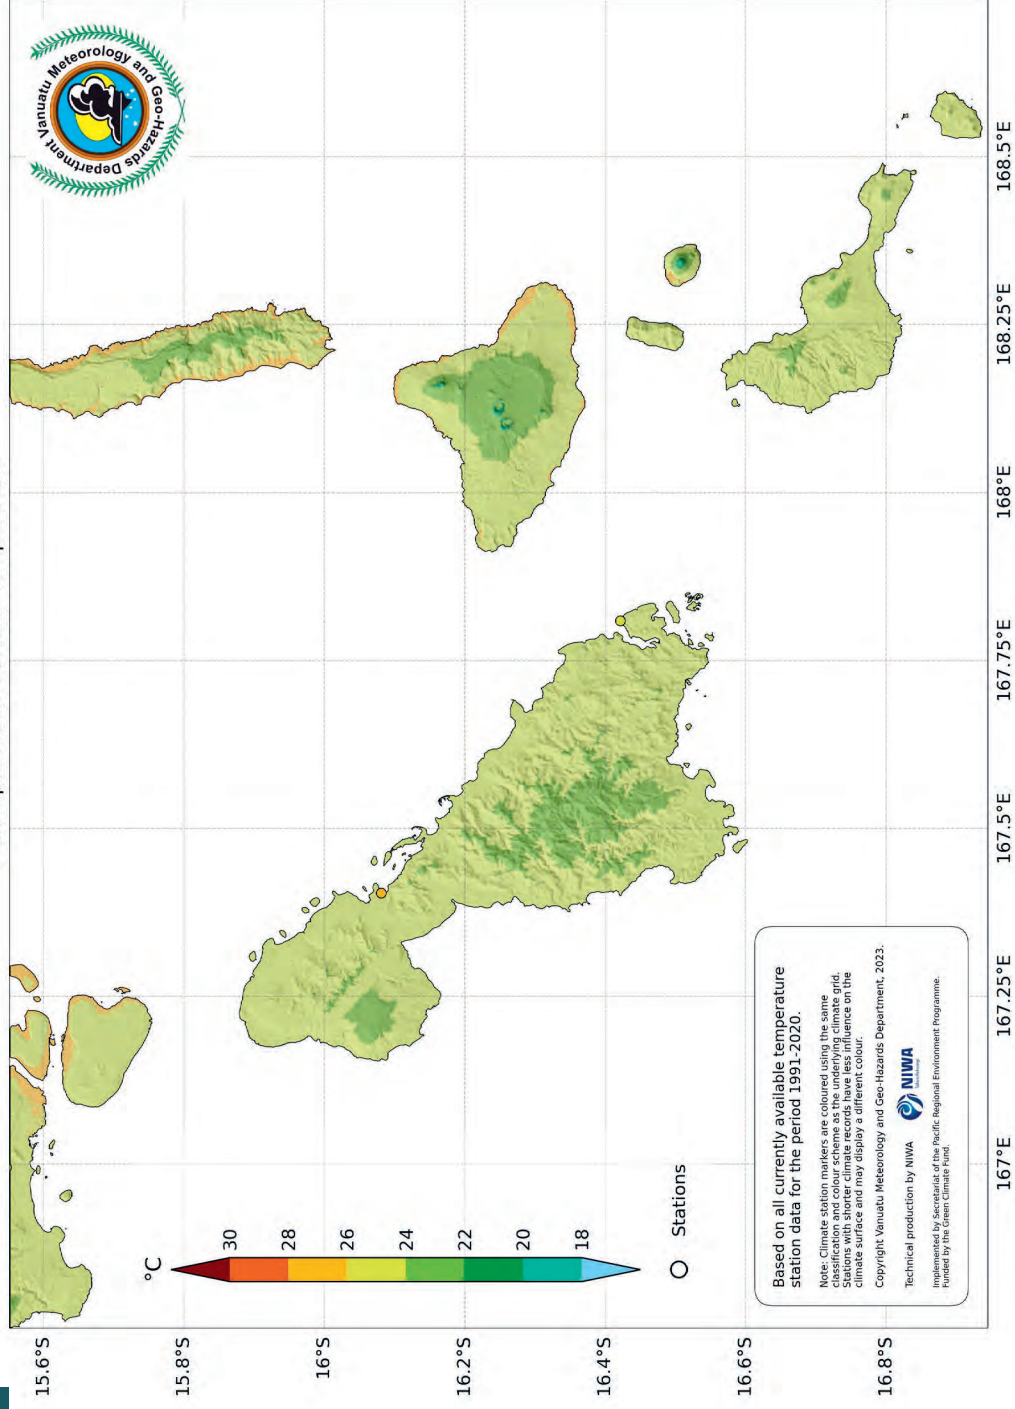 Vanuatu Meteorology and Geo-Hazards Department
°C
30
28
26
24
22
20
18
Stations
Based on all currently available temperature
station data for the period 1991-2020.
Note: Climate station markers are coloured using the same
classification and colour scheme as the underlying climate grid.
Stations with shorter climate records have less influence on the
climate surface and may display a different colour.
Copyright Vanuatu Meteorology and Geo-Hazards Department, 2023.
Technical production by NIWA
NIWA
Implemented by Secretariat of the Pacific Regional Environment Programme.
Funded by the Green Climate Fund.
15.6°S
15.8°S
16°S
16.2°S
16.4°S
16.6°S
16.8°S
167°E
167.25°E
167.5°E
167.75°E
168°E
168.25°E
168.5°E